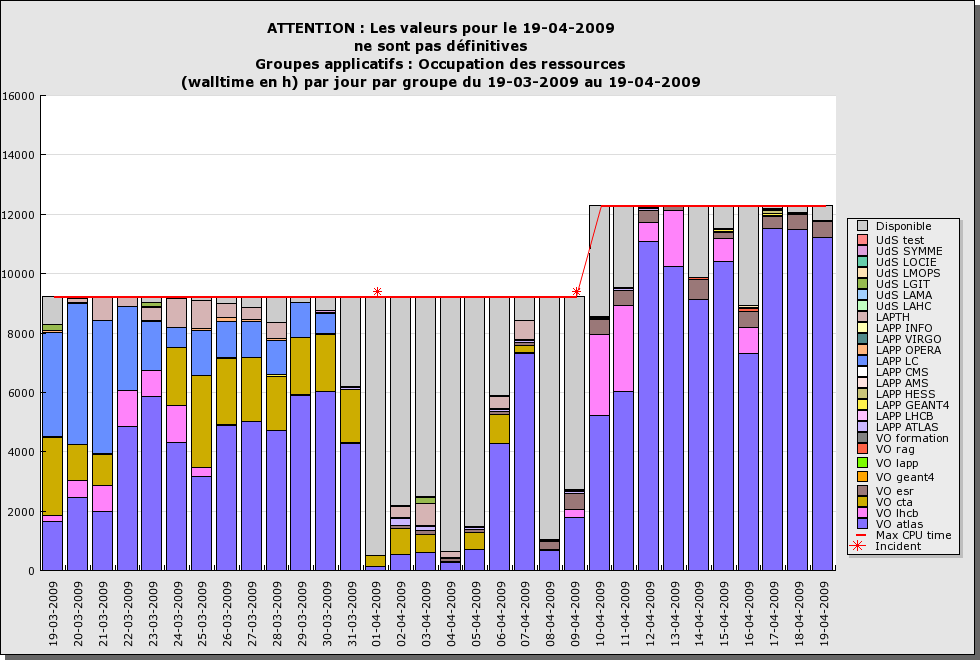 ATTENTION : Les valeurs pour le 19-04-2009
ne sont pas définitives
Groupes applicatifs : Occupation des ressources
(walltime en h) par jour par groupe du 19-03-2009 au 19-04-2009
16000
14000
12000
10000
8000
6000
4000
2000
0
19-03-2009
20-03-2009
21-03-2009
22-03-2009
23-03-2009
24-03-2009
25-03-2009
26-03-2009
27-03-2009
28-03-2009
29-03-2009
30-03-2009
31-03-2009
01-04-2009
02-04-2009
03-04-2009
04-04-2009
05-04-2009
06-04-2009
07-04-2009
08-04-2009
09-04-2009
10-04-2009
11-04-2009
12-04-2009
13-04-2009
14-04-2009
15-04-2009
16-04-2009
17-04-2009
18-04-2009
19-04-2009
Disponible
UdS test
UdS SYMME
UdS LOCIE
UdS LMOPS
UdS LGIT
UdS LAMA
UdS LAHC
LAPTH
LAPP INFO
LAPP VIRGO
LAPP OPERA
LAPP LC
LAPP CMS
LAPP AMS
LAPP HESS
LAPP GEANT4
LAPP LHCB
LAPP ATLAS
VO formation
VO rag
VO lapp
VO geant4
VO esr
VO cta
VO lhcb
VO atlas
Max CPU time
Incident